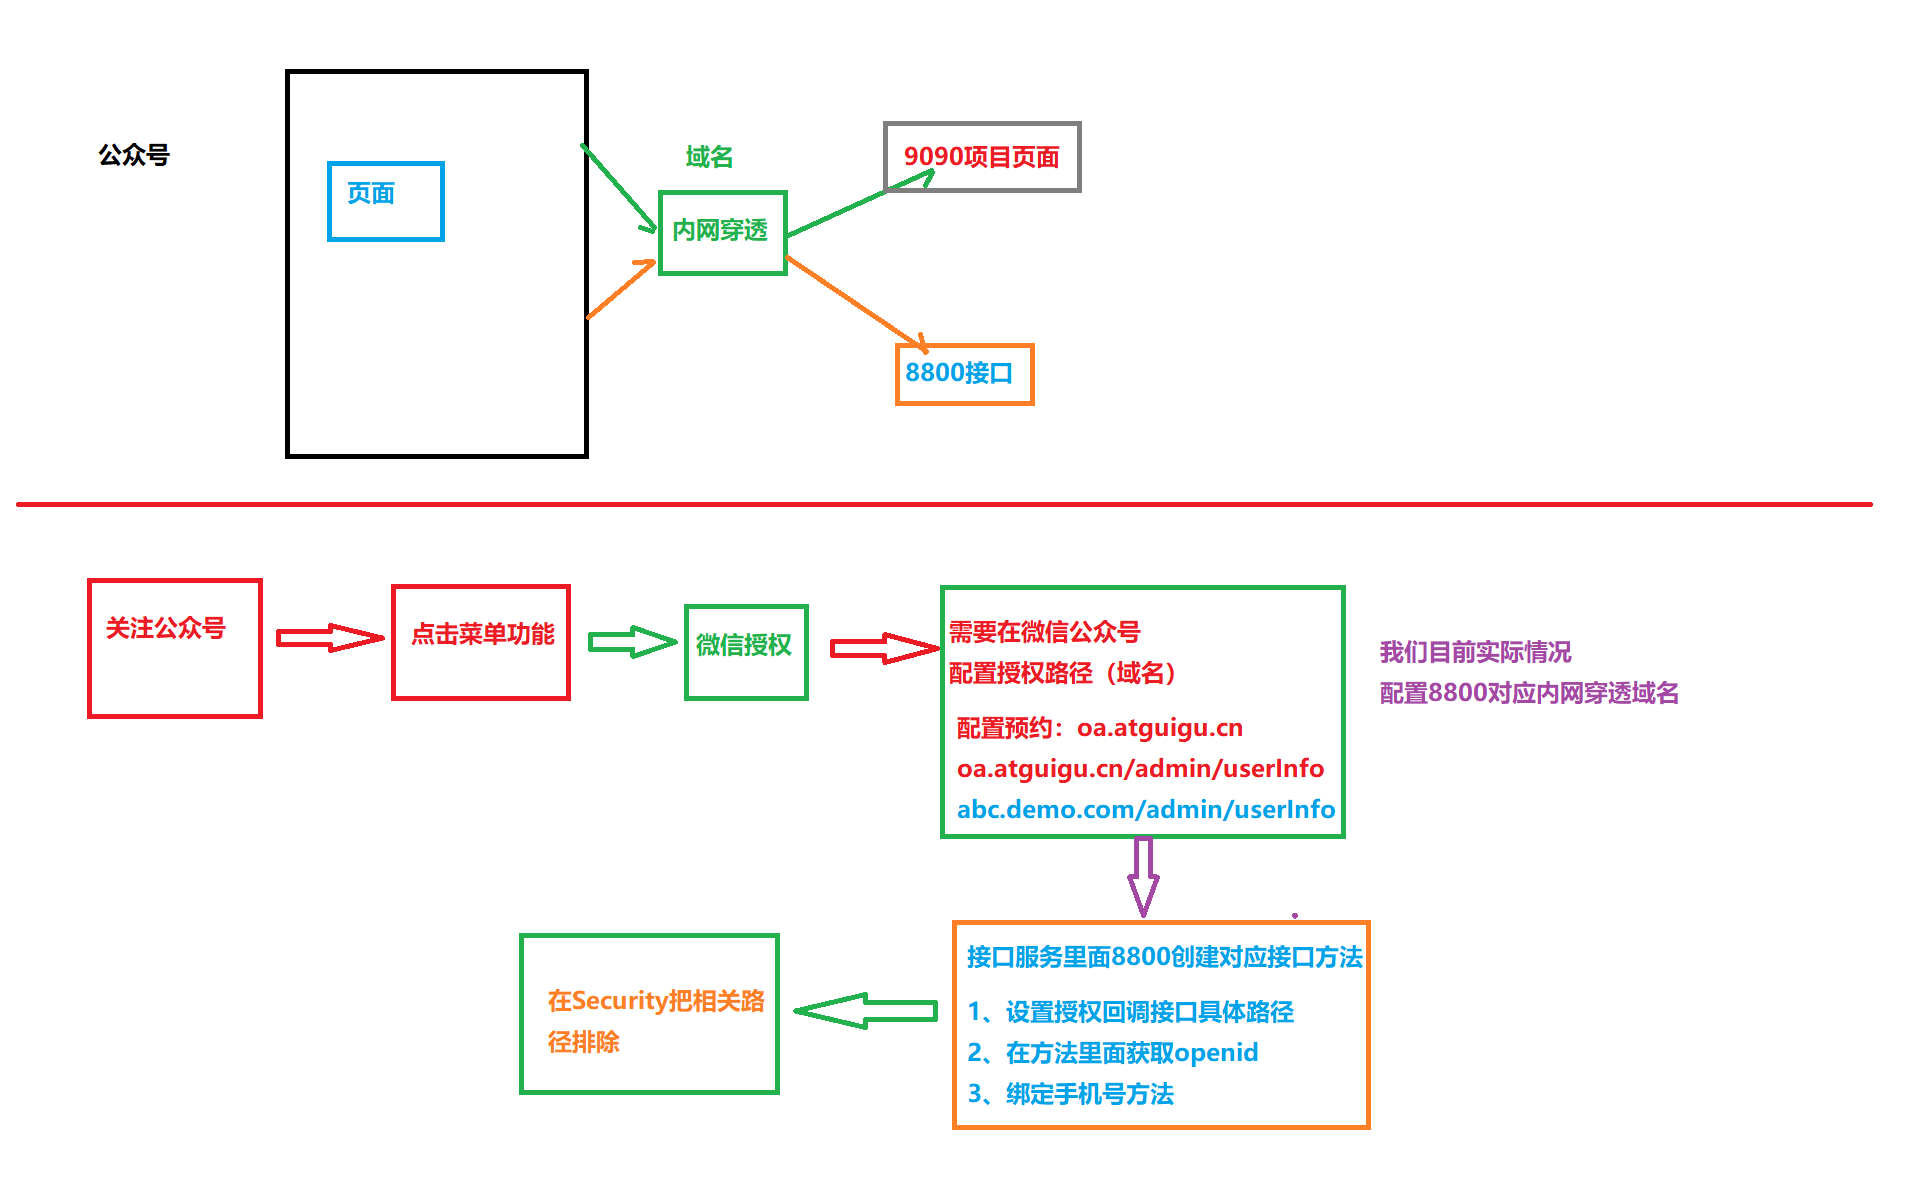 公众号
页面
域名
内网穿透
9090项目页面
8800接口
关注公众号
点击菜单功能
微信授权
需要在微信公众号
配置授权路径（域名）
配置预约：oa.atguigu.cn
oa.atguigu.cn/admin/userInfo
abc.demo.com/admin/userInfo
我们目前实际情况
配置8800对应内网穿透域名
接口服务里面8800创建对应接口方法
1、设置授权回调接口具体路径
2、在方法里面获取openid
3、绑定手机号方法
在Security把相关路
径排除